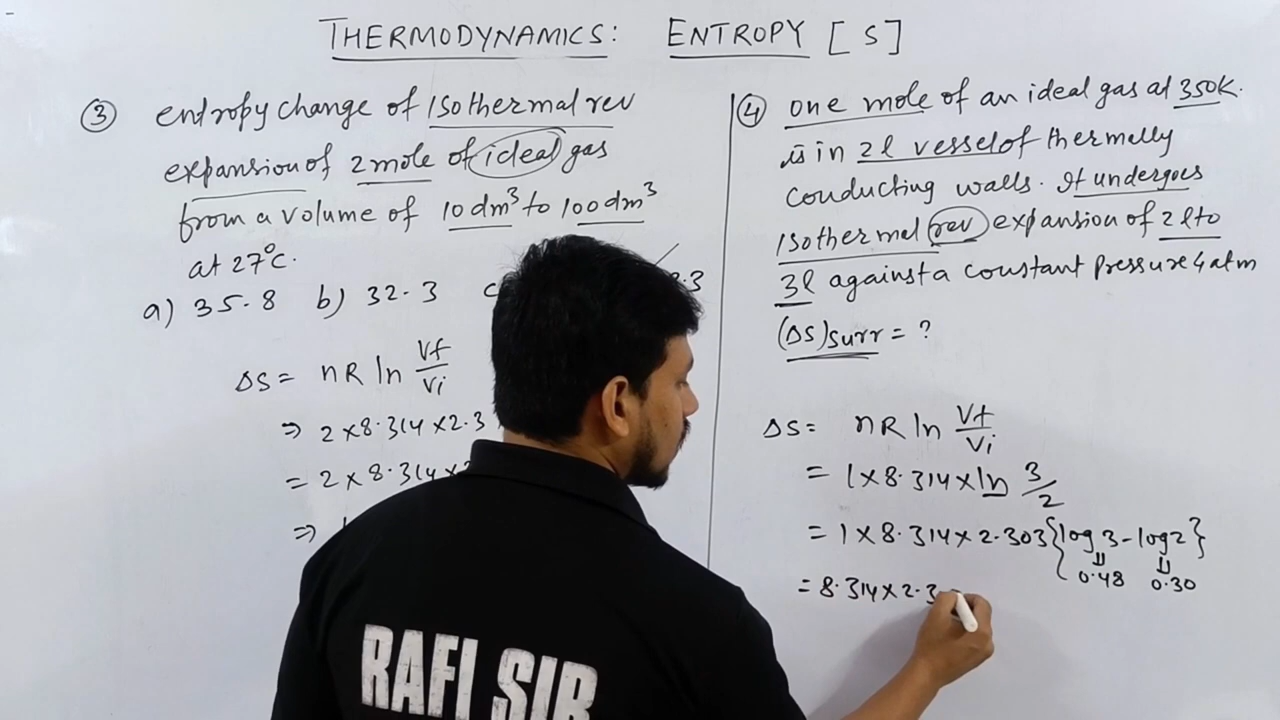 THERMODYNAMICS: ENTROPY [S]
③ entropy change of Isothermal rev
expansion of 2 mole of ideal gas
from a volume of 10 dm³ to 100 dm³
at 27°C.
a) 35.8 b) 32.3 c
ΔS = nR ln Vf/Vi
⇒ 2 × 8.314 × 2.3
= 2 × 8.314 ×
⇒
④ one mole of an ideal gas at 350K.
is in 2l vessel of thermally
conducting walls. It undergoes
Isothermal rev expansion of 2l to
3l against a constant pressure 4 atm
(ΔS)surr = ?
ΔS = nR ln Vf/Vi
= 1 × 8.314 × ln 3/2
= 1 × 8.314 × 2.303 {log 3 - log 2}
0.48 0.30
= 8.314 × 2.3
RAFI SIR